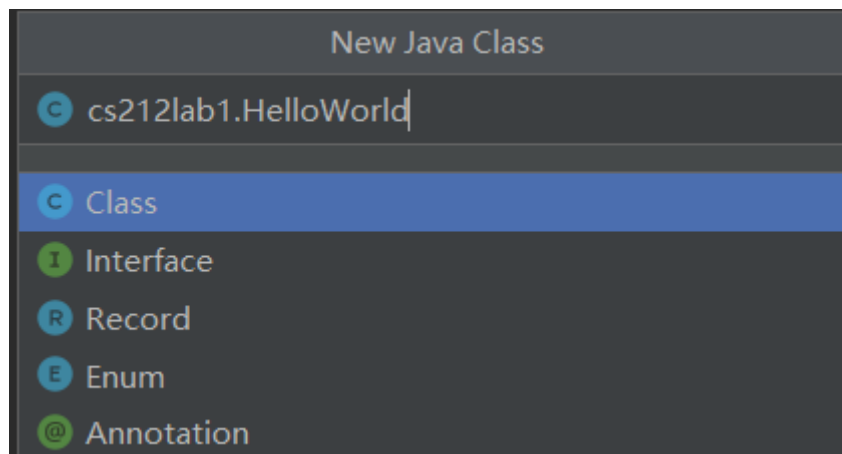 New Java Class
C cs212lab1.HelloWorld
C Class
I Interface
R Record
E Enum
@ Annotation